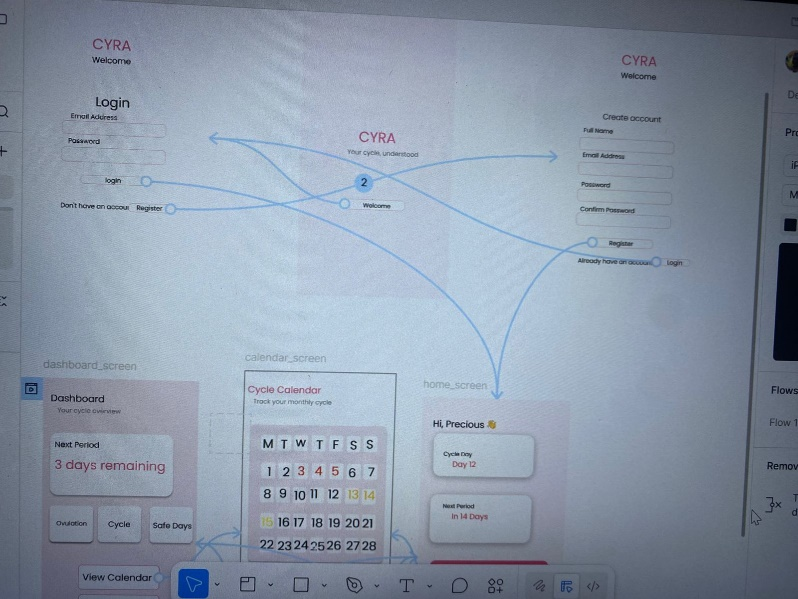 CYRA
Welcome
Login
Email Address
Password
login
Don't have an accoun Register
CYRA
Your cycle, understood
2
Welcome
CYRA
Welcome
Create account
Full Name
Email Address
Password
Confirm Password
Register
Already have an account Login
dashboard_screen
Dashboard
Your cycle overview
Next Period
3 days remaining
Ovulation
Cycle
Safe Days
View Calendar
calendar_screen
Cycle Calendar
Track your monthly cycle
M T W T F S S
1 2 3 4 5 6 7
8 9 10 11 12 13 14
15 16 17 18 19 20 21
22 23 24 25 26 27 28
home_screen
Hi, Precious 👋
Cycle Day
Day 12
Next Period
In 14 Days
T
</>
De
Pro
iP
M
Flows
Flow 1
Remov
T
d